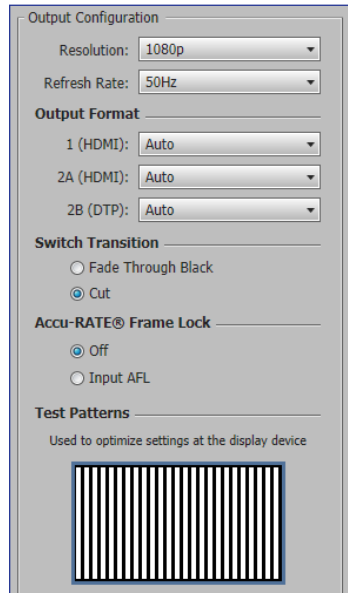 Output Configuration
Resolution: 1080p
Refresh Rate: 50Hz
Output Format
1 (HDMI): Auto
2A (HDMI): Auto
2B (DTP): Auto
Switch Transition
Fade Through Black
Cut
Accu-RATE® Frame Lock
Off
Input AFL
Test Patterns
Used to optimize settings at the display device